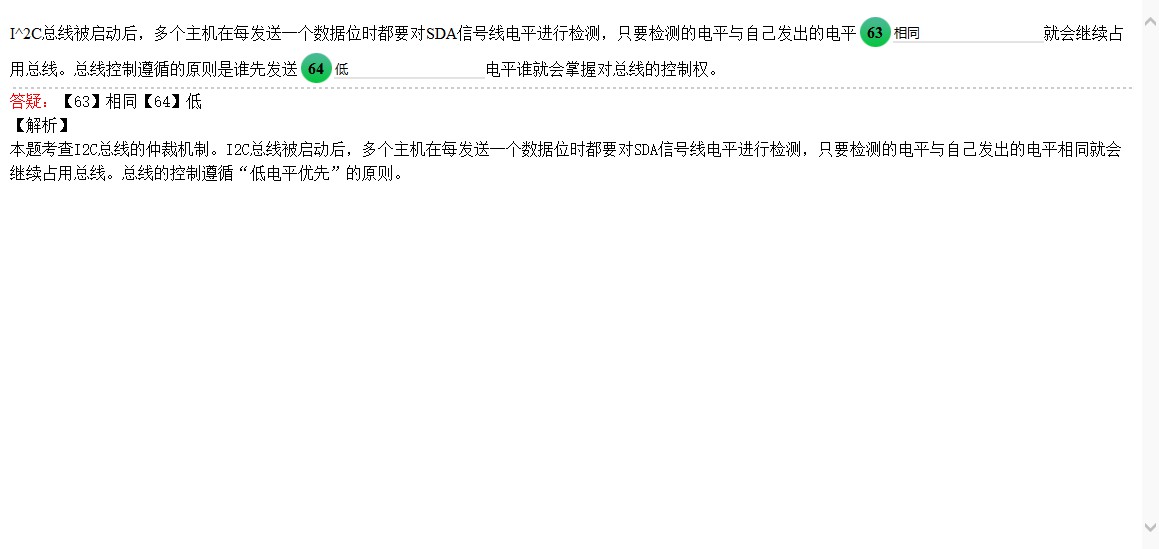 I^2C总线被启动后，多个主机在每发送一个数据位时都要对SDA信号线电平进行检测，只要检测的电平与自己发出的电平 63 相同 就会继续占
用总线。总线控制遵循的原则是谁先发送 64 低 电平谁就会掌握对总线的控制权。
答疑：【63】相同【64】低
【解析】
本题考查I2C总线的仲裁机制。I2C总线被启动后，多个主机在每发送一个数据位时都要对SDA信号线电平进行检测，只要检测的电平与自己发出的电平相同就会
继续占用总线。总线的控制遵循“低电平优先”的原则。